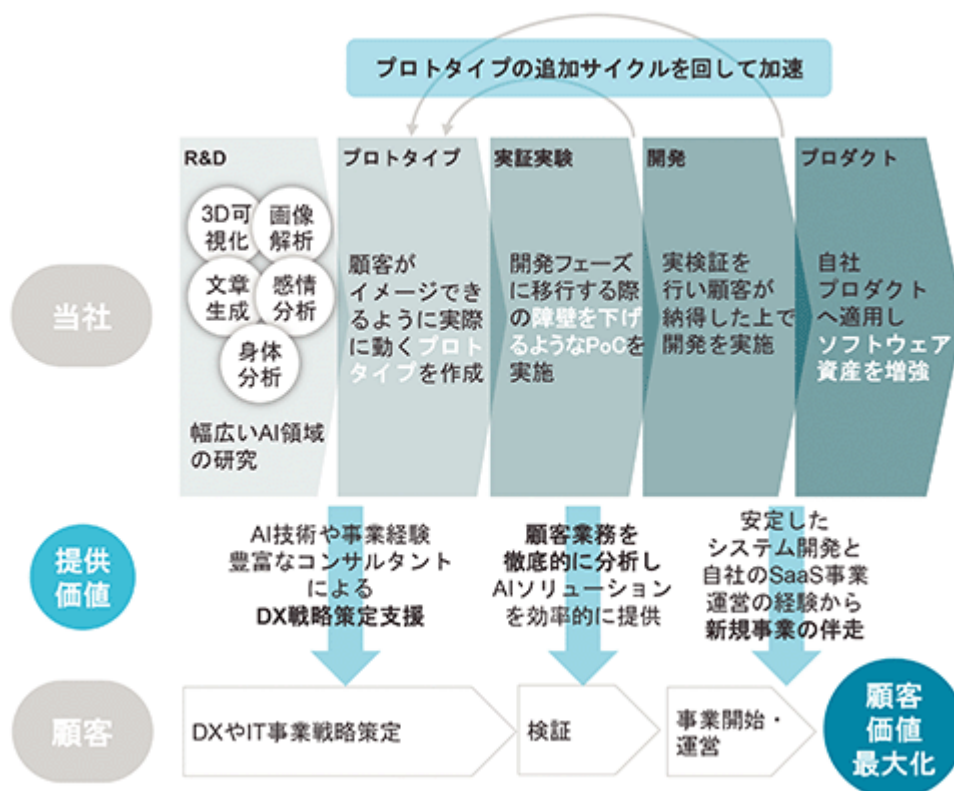 プロトタイプの追加サイクルを回して加速
R&D
3D可
視化
画像
解析
文章
生成
感情
分析
身体
分析
幅広いAI領域
の研究
プロトタイプ
顧客が
イメージでき
るように実際
に動くプロト
タイプを作成
実証実験
開発フェーズ
に移行する際
の障壁を下げ
るようなPoCを
実施
開発
実検証を
行い顧客が
納得した上で
開発を実施
プロダクト
自社
プロダクト
へ適用し
ソフトウェア
資産を増強
当社
提供
価値
AI技術や事業経験
豊富なコンサルタント
による
DX戦略策定支援
顧客業務を
徹底的に分析し
AIソリューション
を効率的に提供
安定した
システム開発と
自社のSaaS事業
運営の経験から
新規事業の伴走
顧客
DXやIT事業戦略策定
検証
事業開始・
運営
顧客
価値
最大化